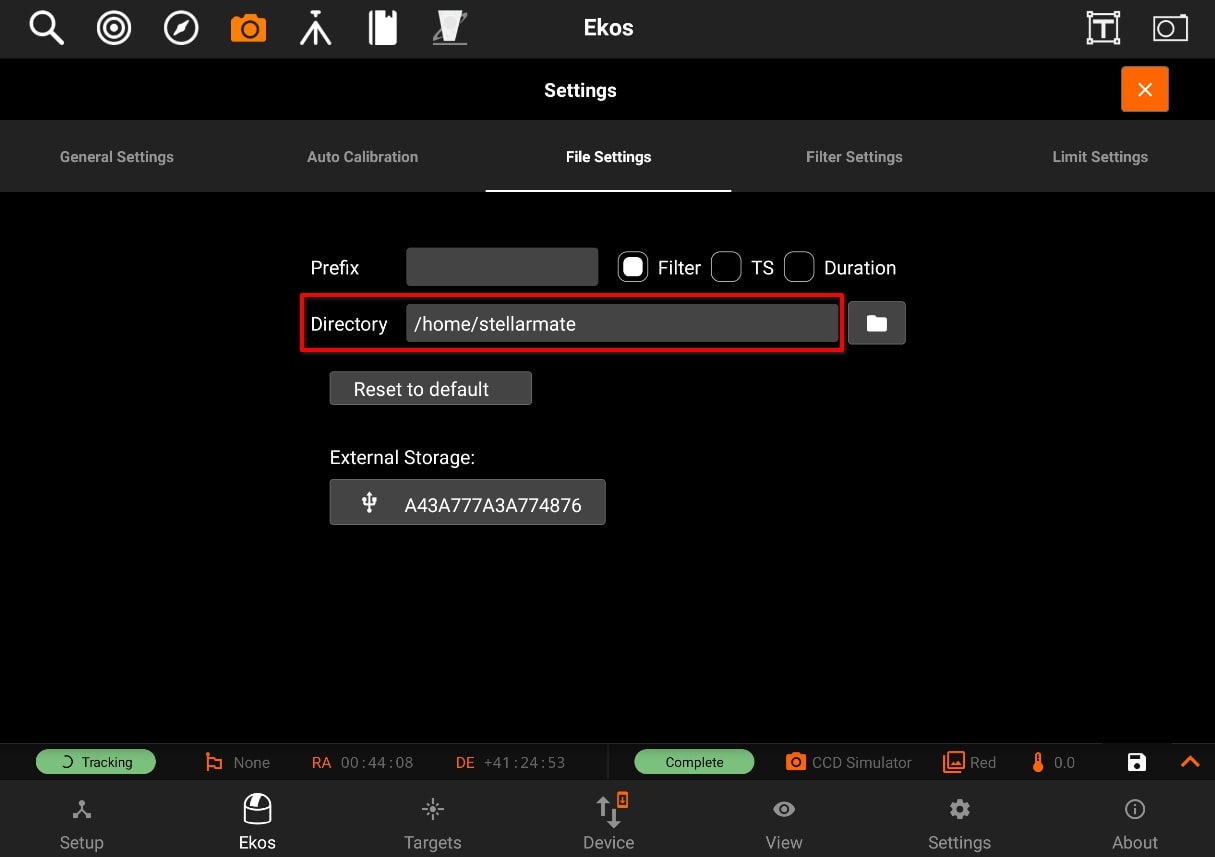 Ekos
Settings
General Settings Auto Calibration File Settings Filter Settings Limit Settings
Prefix Filter TS Duration
Directory /home/stellarmate
Reset to default
External Storage:
A43A777A3A774876
Tracking None RA 00:44:08 DE +41:24:53 Complete CCD Simulator Red 0.0
Setup Ekos Targets Device View Settings About